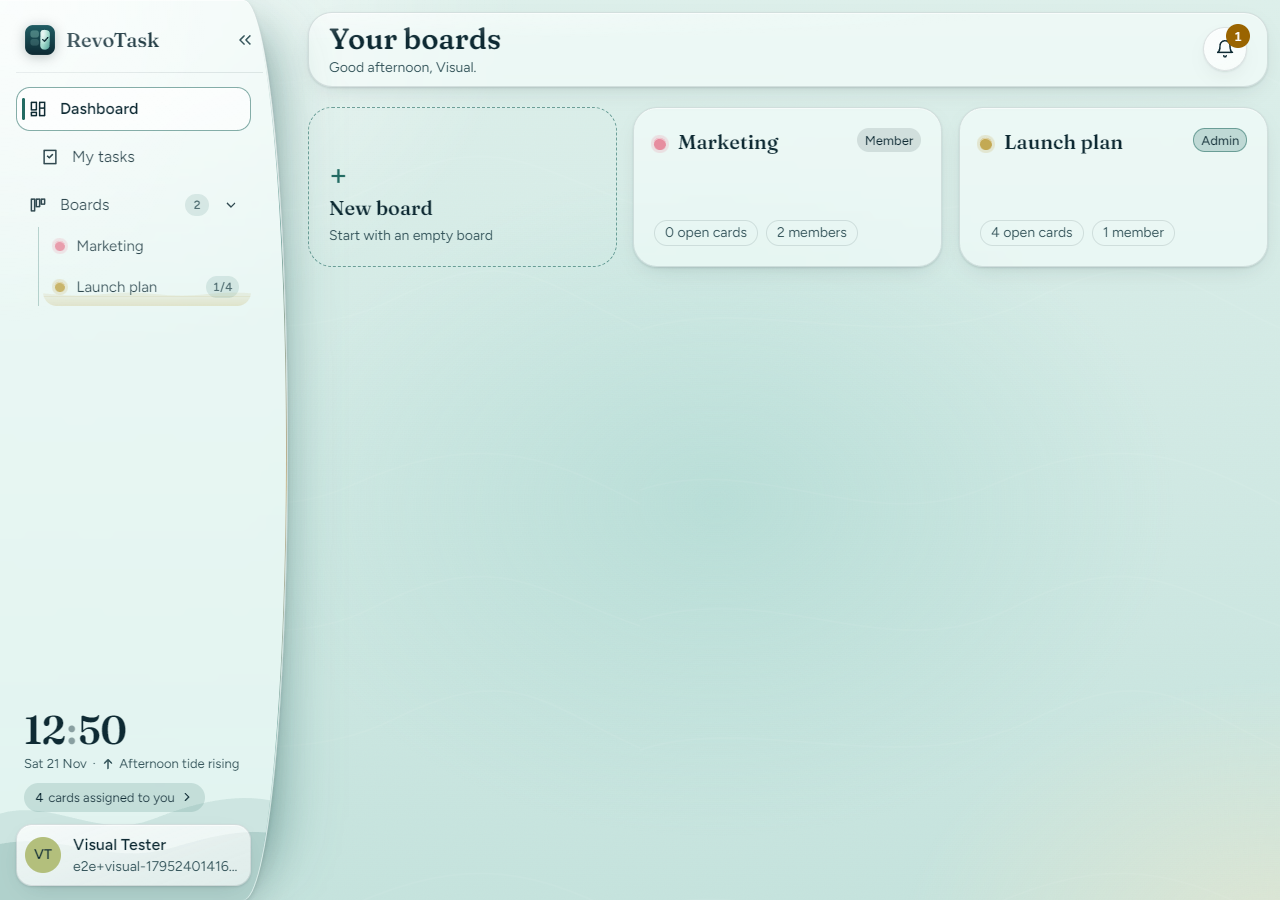 RevoTask
Dashboard
My tasks
Boards 2
Marketing
Launch plan 1/4
12:50
Sat 21 Nov · ↑ Afternoon tide rising
4 cards assigned to you
VT
Visual Tester
e2e+visual-17952401416...
Your boards
Good afternoon, Visual.
1
+
New board
Start with an empty board
Marketing Member
0 open cards 2 members
Launch plan Admin
4 open cards 1 member